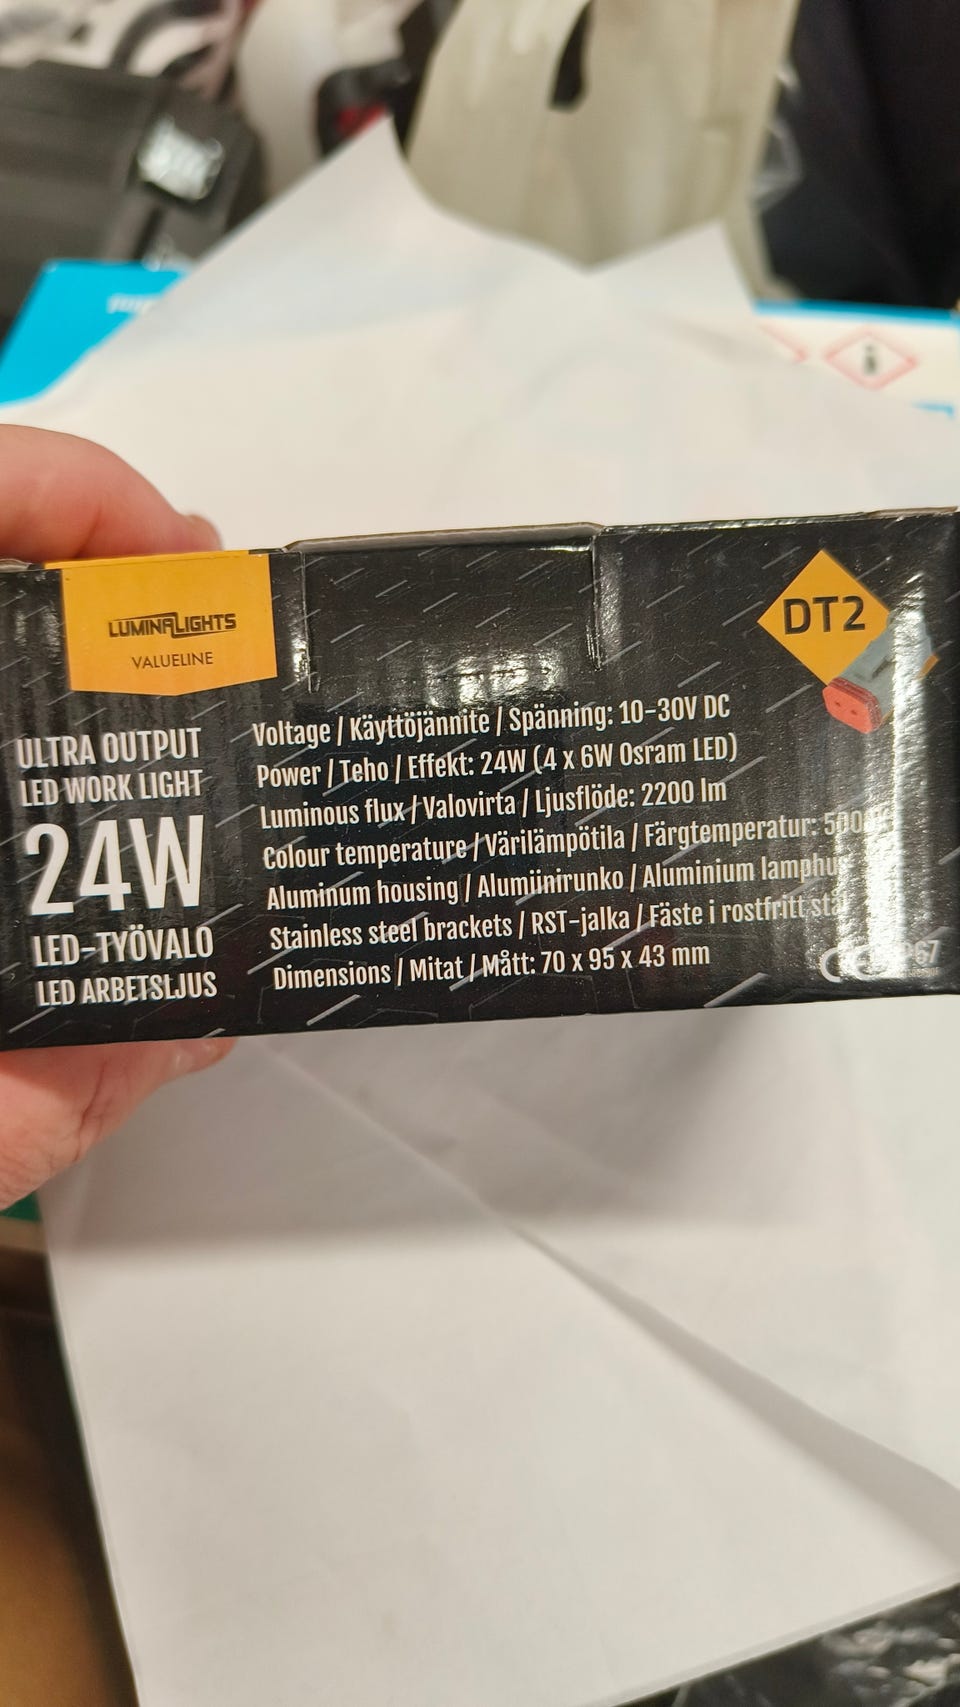 LUMINALIGHTS
VALUELINE
DT2
ULTRA OUTPUT
LED WORK LIGHT
24W
LED-TYÖVALO
LED ARBETSLJUS
Voltage / Käyttöjännite / Spänning: 10-30V DC
Power / Teho / Effekt: 24W (4 x 6W Osram LED)
Luminous flux / Valovirta / Ljusflöde: 2200 lm
Colour temperature / Värilämpötila / Färgtemperatur:
Aluminum housing / Alumiinirunko / Aluminium
Stainless steel brackets / RST-jalka / Fäste i rostfritt stål
Dimensions / Mitat / Mått: 70 x 95 x 43 mm
CE